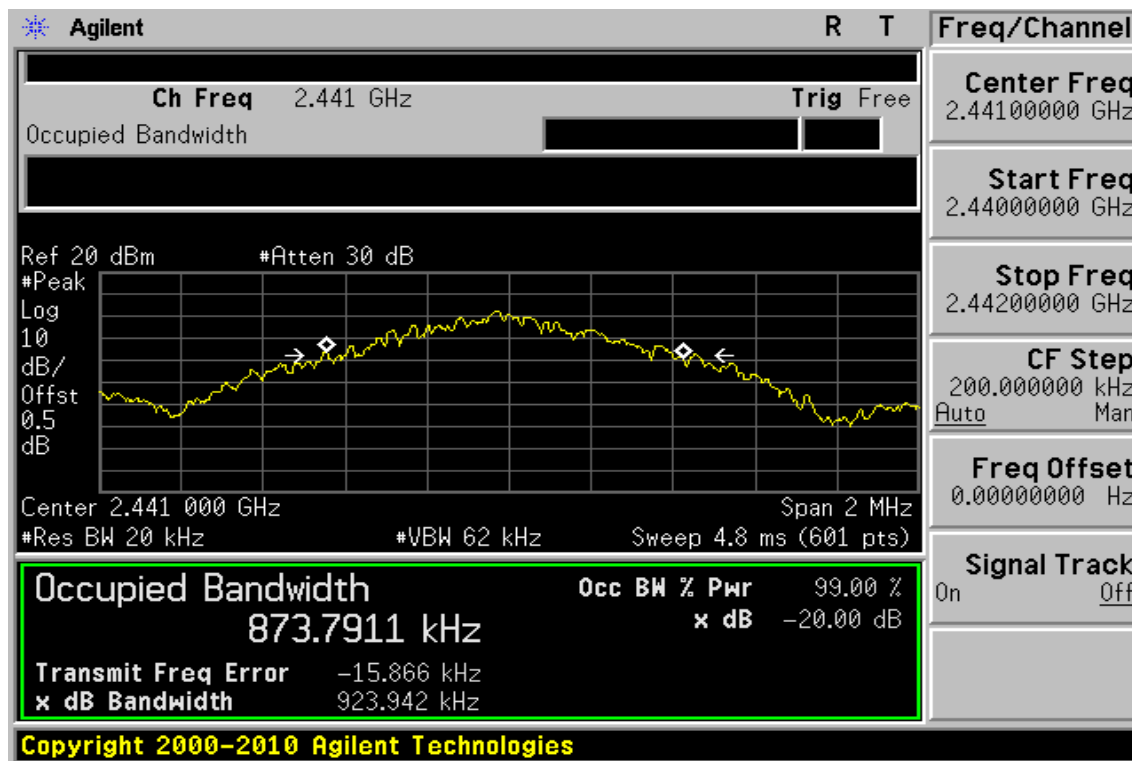 Agilent R T
Freq/Channel
Ch Freq 2.441 GHz Trig Free
Occupied Bandwidth
Center Freq
2.44100000 GHz
Start Freq
2.44000000 GHz
Stop Freq
2.44200000 GHz
CF Step
200.000000 kHz
Auto Man
Freq Offset
0.00000000 Hz
Signal Track
On Off
Ref 20 dBm #Atten 30 dB
#Peak
Log
10
dB/
Offst
0.5
dB
Center 2.441 000 GHz Span 2 MHz
#Res BW 20 kHz #VBW 62 kHz Sweep 4.8 ms (601 pts)
Occupied Bandwidth
873.7911 kHz
Occ BW % Pwr 99.00 %
x dB -20.00 dB
Transmit Freq Error -15.866 kHz
x dB Bandwidth 923.942 kHz
Copyright 2000-2010 Agilent Technologies